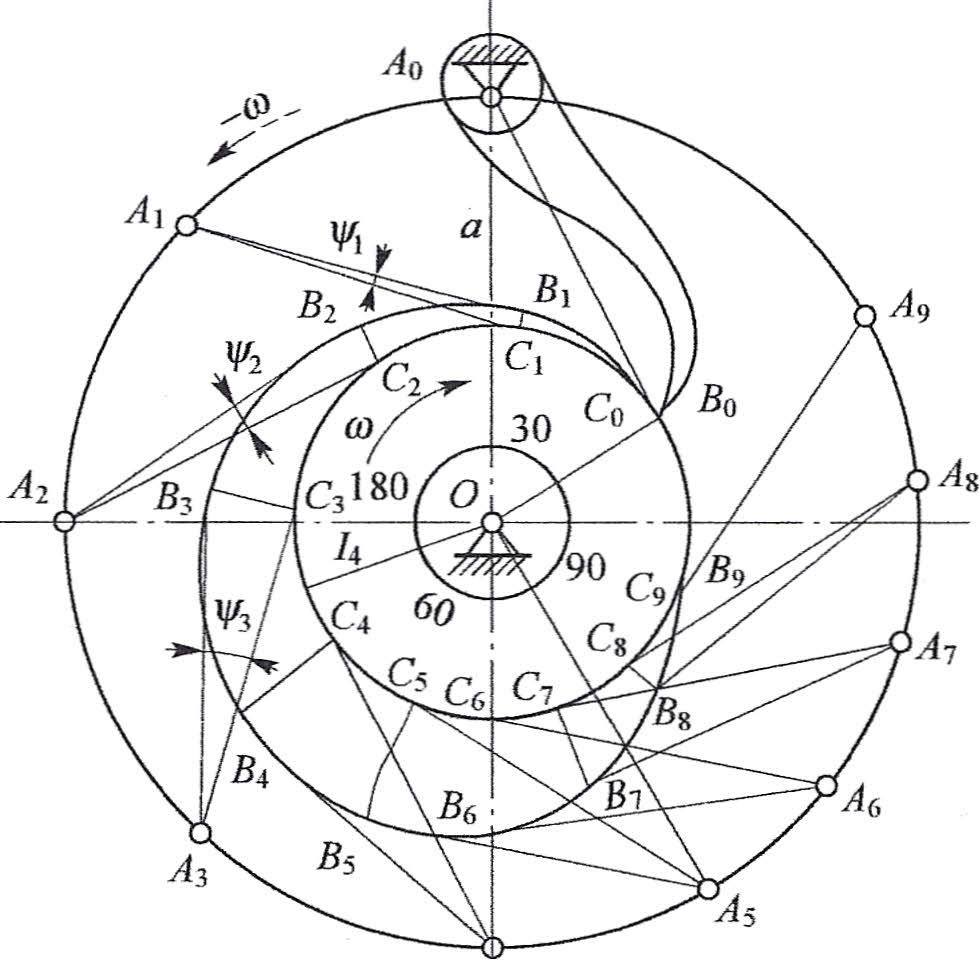 A₀
−ω
A₁
ψ₁
a
B₁
B₂
A₉
ψ₂
C₁
C₂
C₀
B₀
ω
30
A₂
B₃
C₃
180
O
A₈
I₄
90
C₉
B₉
60
ψ₃
C₄
C₈
A₇
C₅
C₆
C₇
B₈
B₄
B₆
B₇
A₆
B₅
A₃
A₅